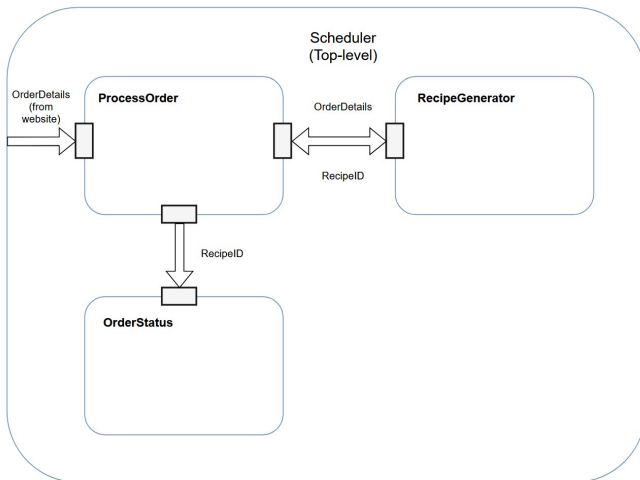 Scheduler
(Top-level)
OrderDetails
(from
website)
ProcessOrder
OrderDetails
RecipeGenerator
RecipeID
RecipeID
OrderStatus